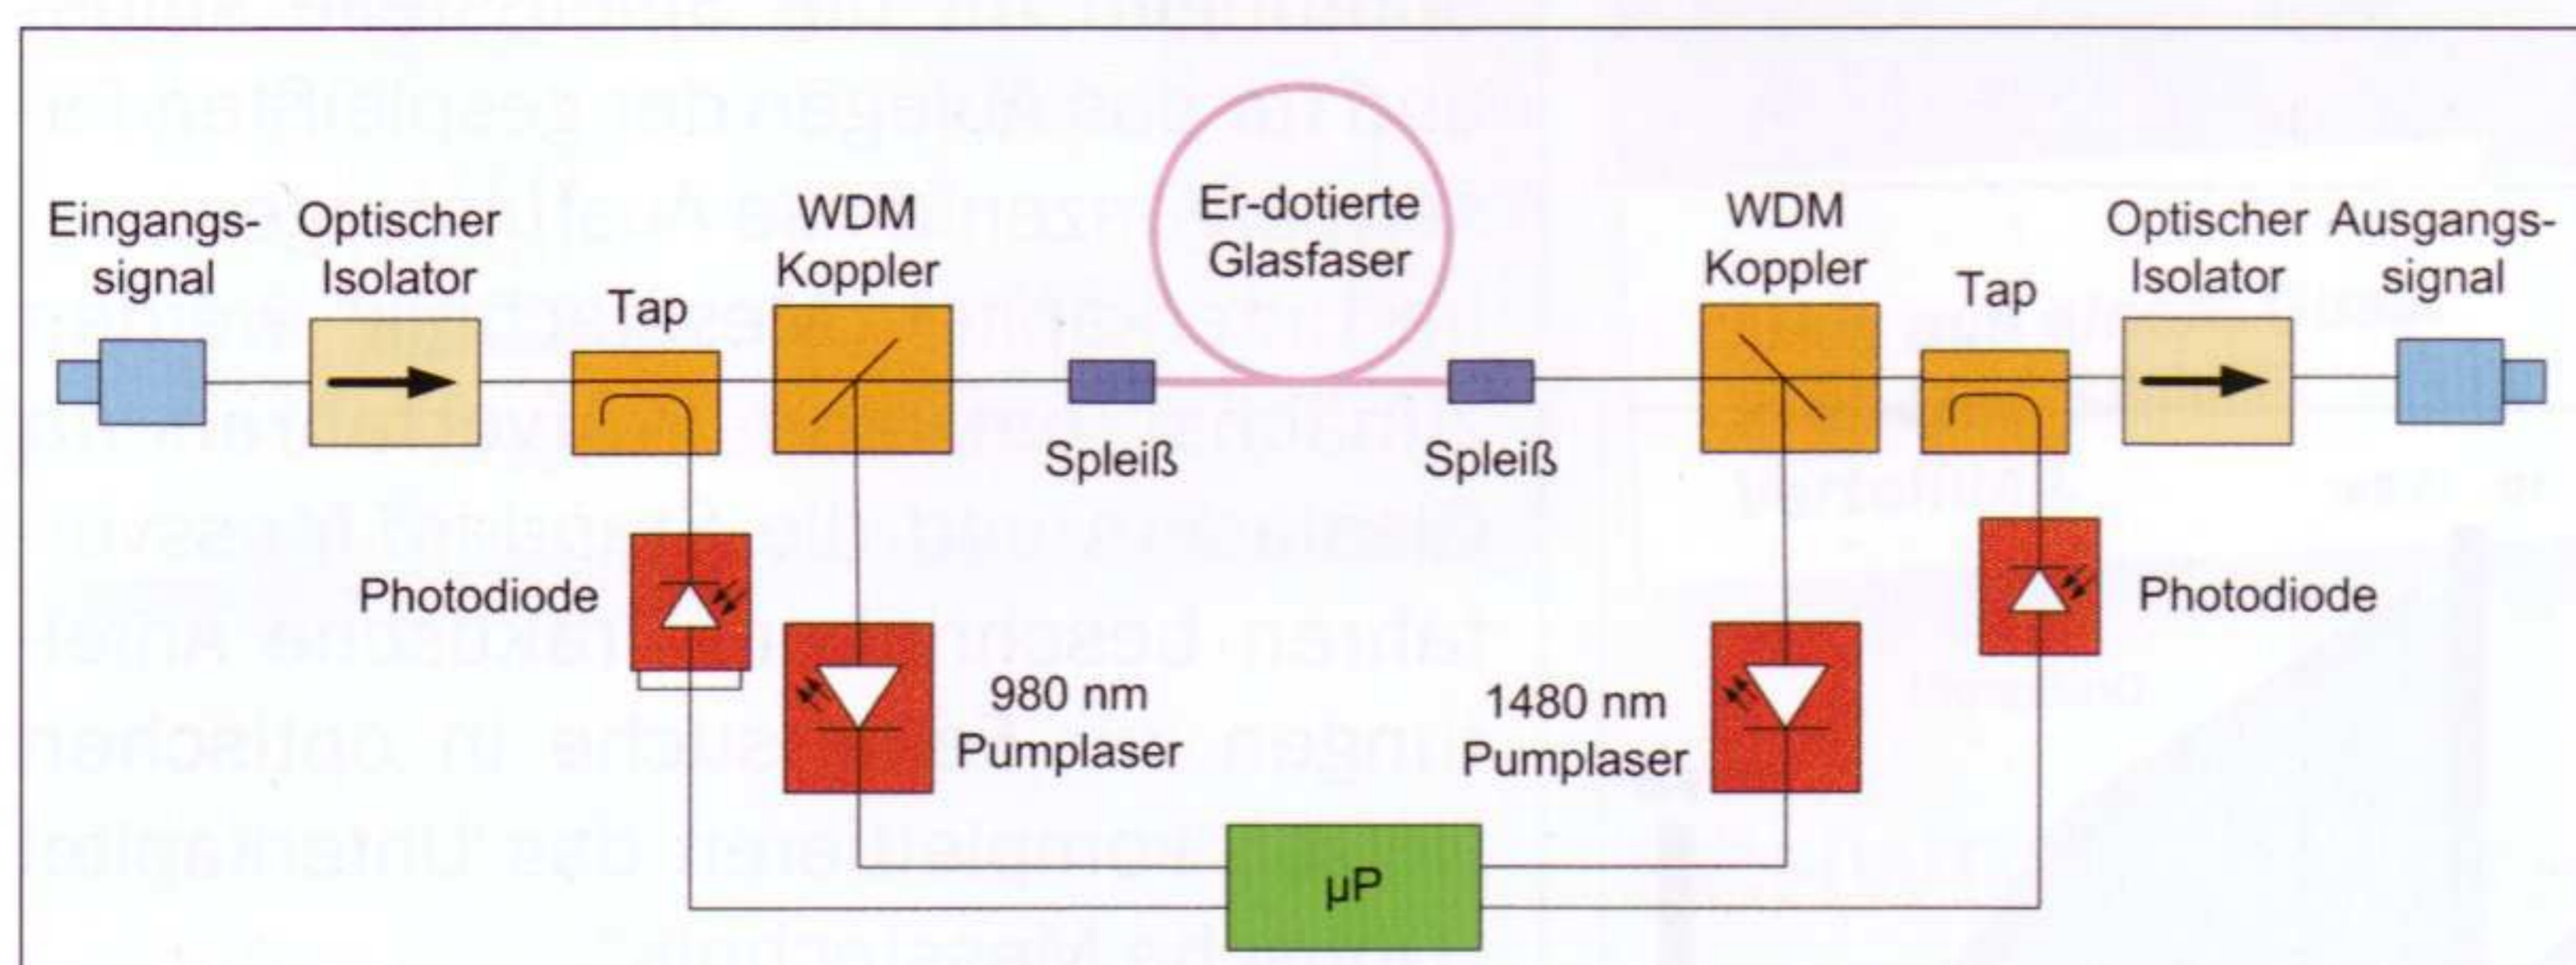 Eingangs-
signal
Optischer
Isolator
Tap
WDM
Koppler
Er-dotierte
Glasfaser
WDM
Koppler
Tap
Optischer
Isolator
Ausgangs-
signal
Spleiß
Spleiß
Photodiode
980 nm
Pumplaser
1480 nm
Pumplaser
Photodiode
µP